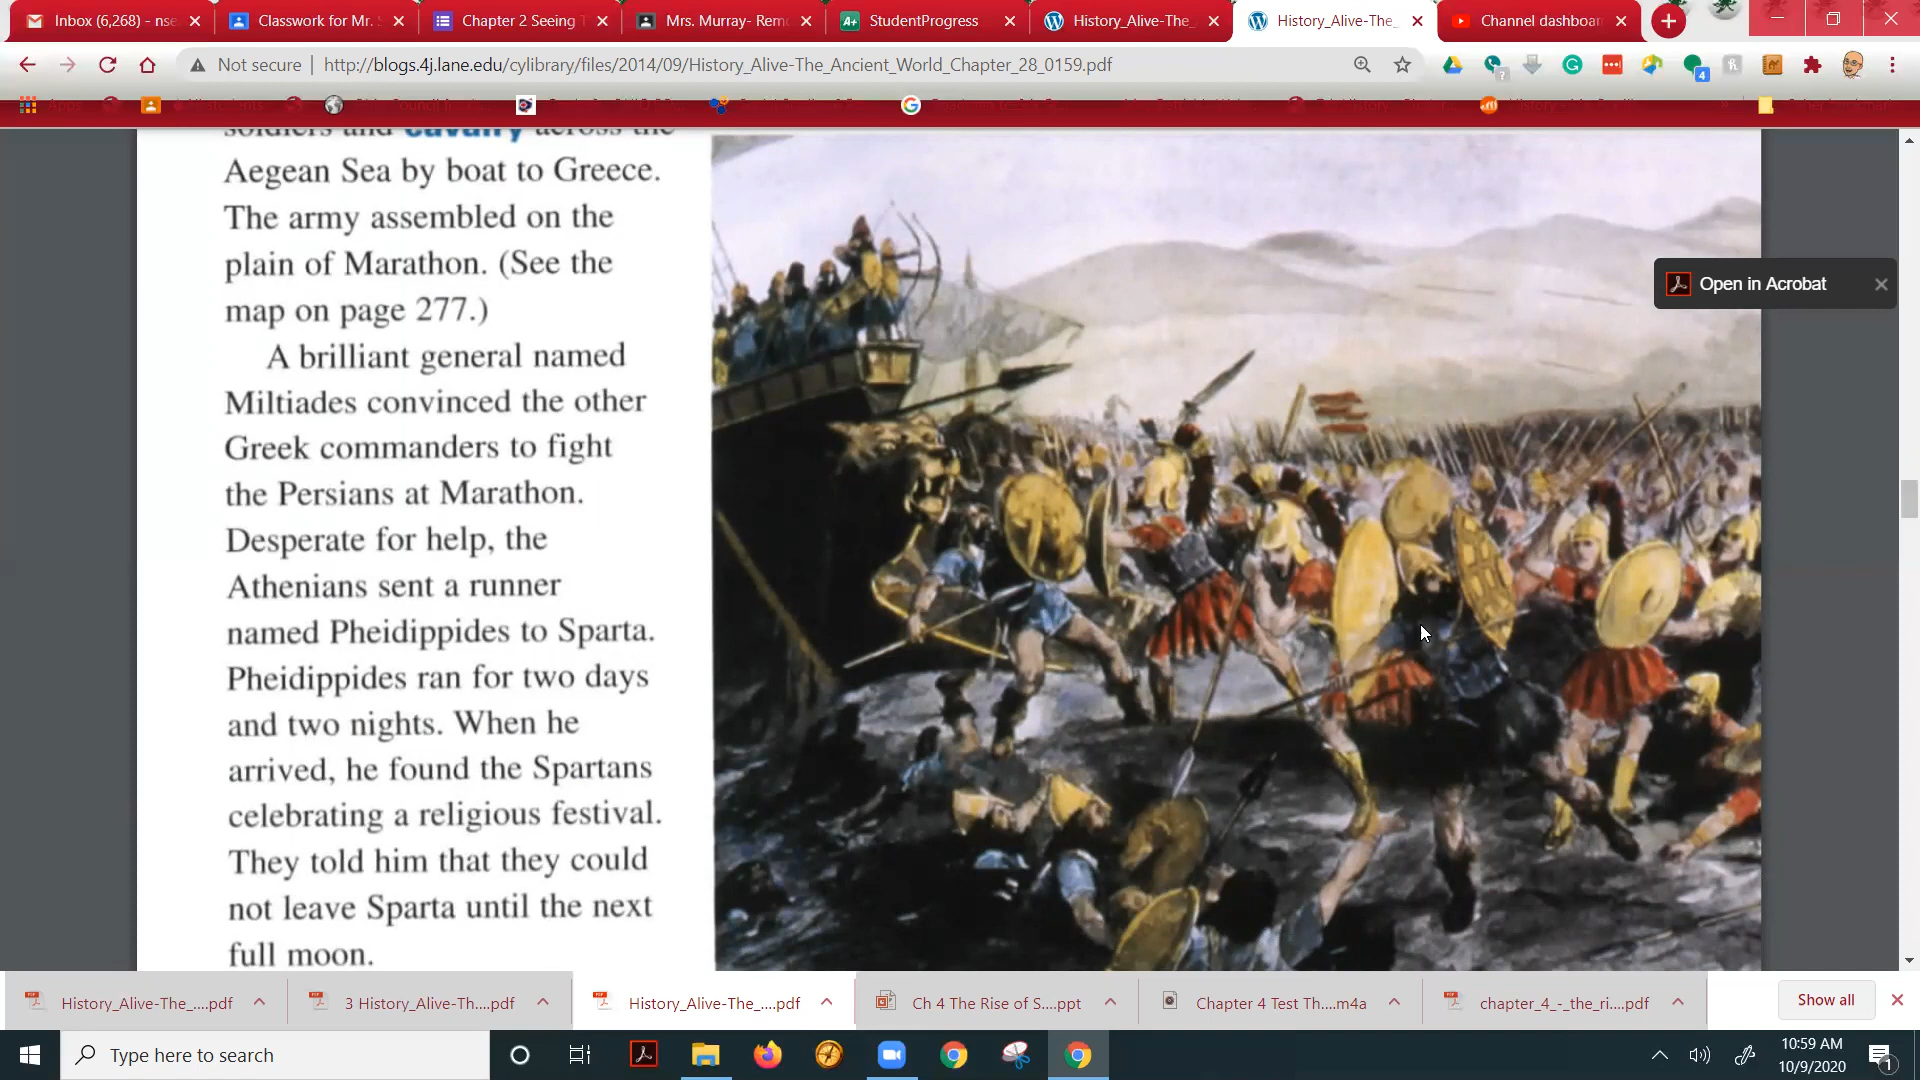 Inbox (6,268) - nse
Classwork for Mr.
Chapter 2 Seeing T
Mrs. Murray- Remo
StudentProgress
History_Alive-The_
History_Alive-The_
Channel dashboar
Not secure
http://blogs.4j.lane.edu/cylibrary/files/2014/09/History_Alive-The_Ancient_World_Chapter_28_0159.pdf
Apps
soldiers and cavalry across the
Aegean Sea by boat to Greece.
The army assembled on the
plain of Marathon. (See the
map on page 277.)
A brilliant general named
Miltiades convinced the other
Greek commanders to fight
the Persians at Marathon.
Desperate for help, the
Athenians sent a runner
named Pheidippides to Sparta.
Pheidippides ran for two days
and two nights. When he
arrived, he found the Spartans
celebrating a religious festival.
They told him that they could
not leave Sparta until the next
full moon.
Open in Acrobat
History_Alive-The_....pdf
3 History_Alive-Th....pdf
History_Alive-The_....pdf
Ch 4 The Rise of S....ppt
Chapter 4 Test Th....m4a
chapter_4_-_the_ri....pdf
Show all
Type here to search
10:59 AM
10/9/2020